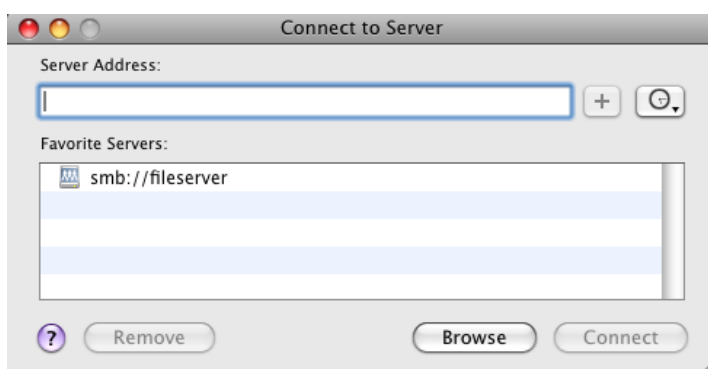 Connect to Server
Server Address:
+
Favorite Servers:
smb://fileserver
? Remove Browse Connect